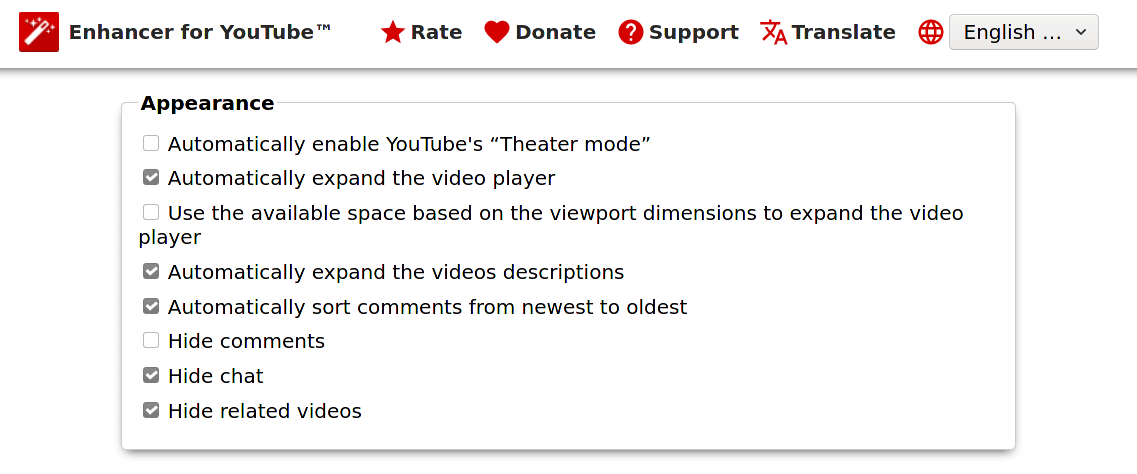 Enhancer for YouTube™ Rate Donate Support Translate English ...
Appearance
Automatically enable YouTube's “Theater mode”
Automatically expand the video player
Use the available space based on the viewport dimensions to expand the video
player
Automatically expand the videos descriptions
Automatically sort comments from newest to oldest
Hide comments
Hide chat
Hide related videos